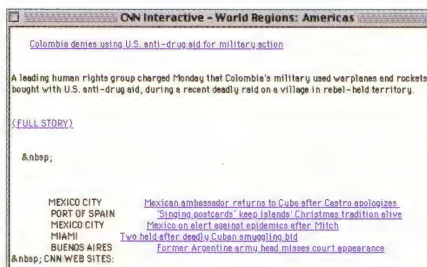 CNN Interactive - World Regions: Americas
Colombia denies using U.S. anti-drug aid for military action
A leading human rights group charged Monday that Colombia's military used warplanes and rockets
bought with U.S. anti-drug aid, during a recent deadly raid on a village in rebel-held territory.
(FULL STORY)
&nbsp;
MEXICO CITY Mexican ambassador returns to Cuba after Castro apologizes
PORT OF SPAIN 'Singing postcards' keep islands' Christmas tradition alive
MEXICO CITY Mexico on alert against epidemics after Mitch
MIAMI Two held after deadly Cuban smuggling bid
BUENOS AIRES Former Argentine army head misses court appearance
&nbsp; CNN WEB SITES: